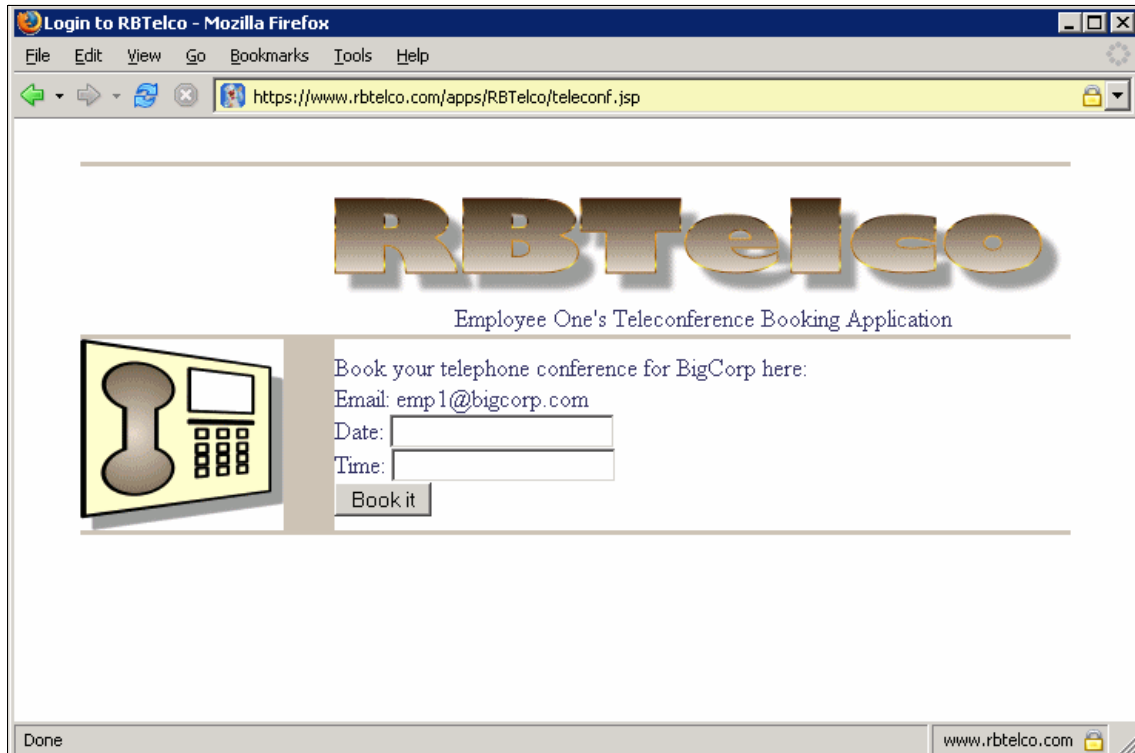 Login to RBTelco - Mozilla Firefox
File Edit View Go Bookmarks Tools Help
https://www.rbtelco.com/apps/RBTelco/teleconf.jsp
RBTelco
Employee One's Teleconference Booking Application
Book your telephone conference for BigCorp here:
Email: emp1@bigcorp.com
Date:
Time:
Book it
Done www.rbtelco.com